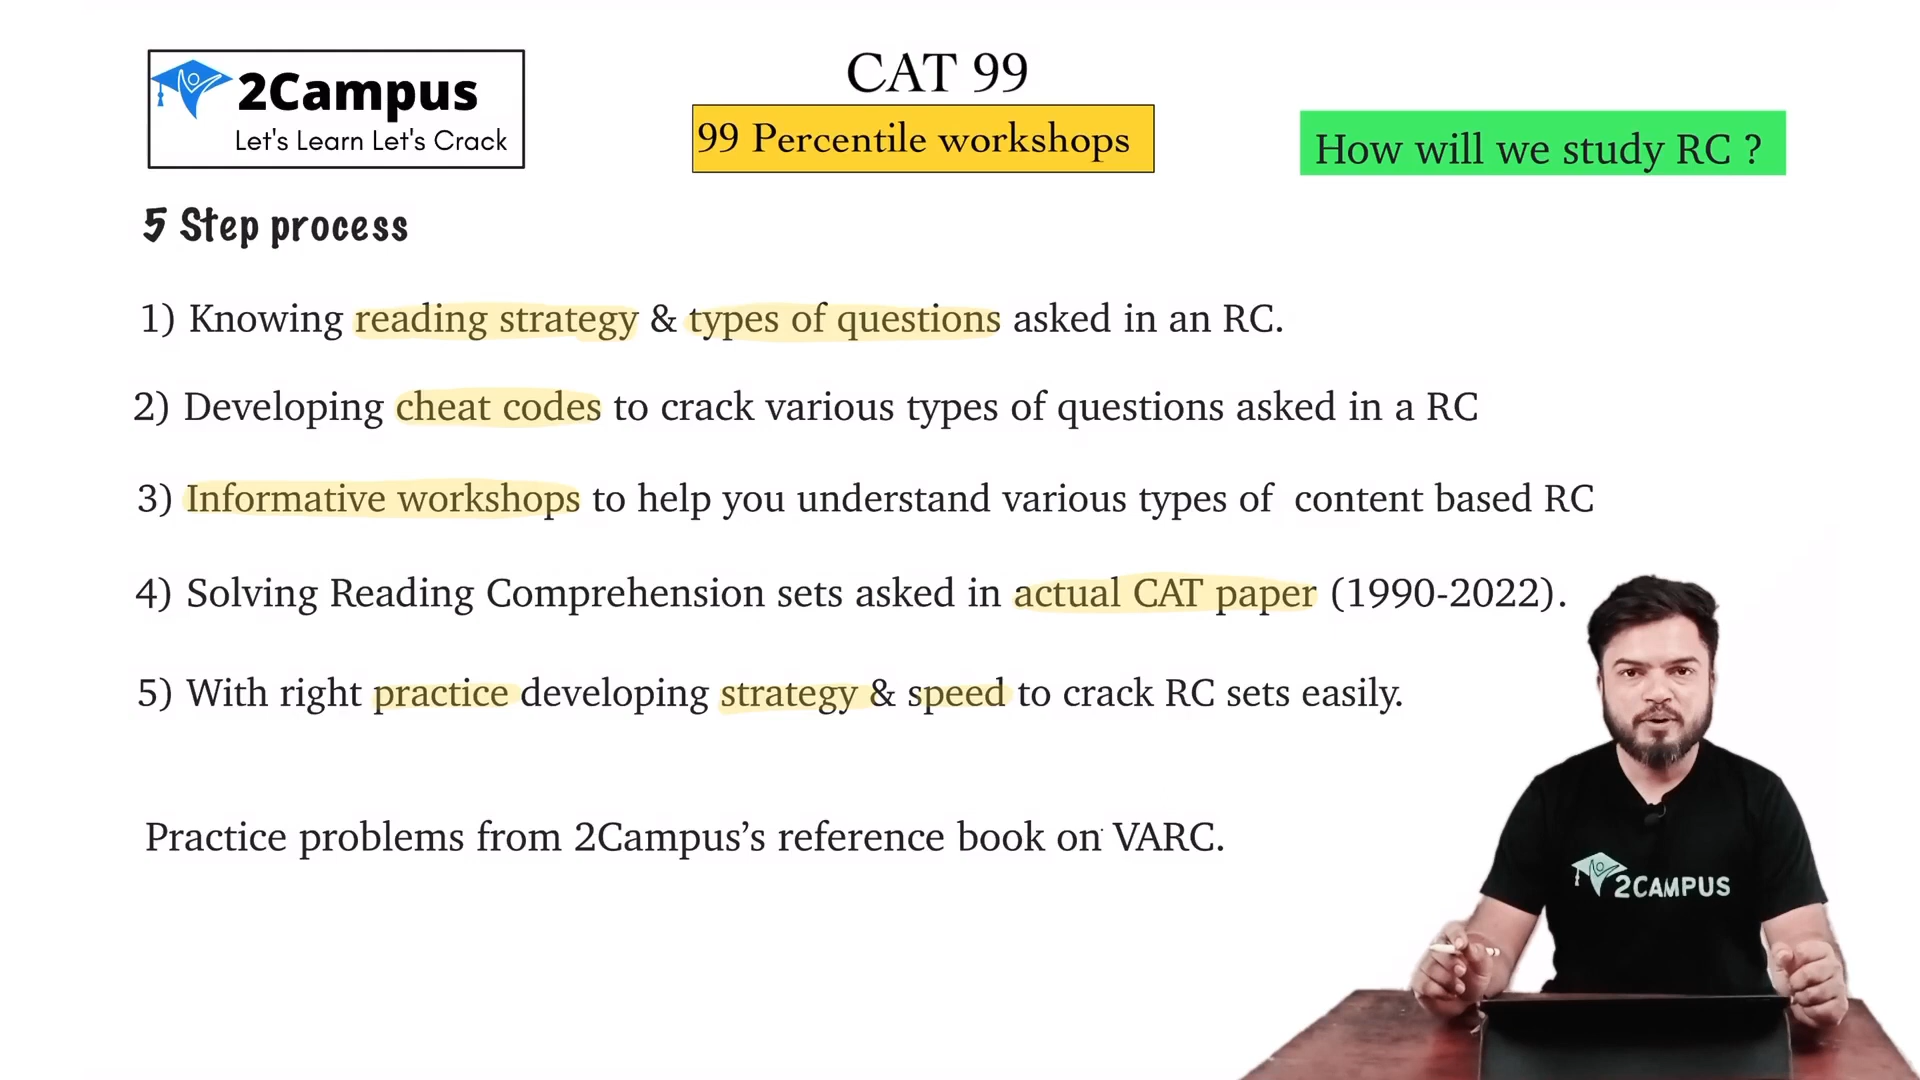 2Campus
Let's Learn Let's Crack
CAT 99
99 Percentile workshops
How will we study RC ?
5 Step process
1) Knowing reading strategy & types of questions asked in an RC.
2) Developing cheat codes to crack various types of questions asked in a RC
3) Informative workshops to help you understand various types of content based RC
4) Solving Reading Comprehension sets asked in actual CAT paper (1990-2022).
5) With right practice developing strategy & speed to crack RC sets easily.
Practice problems from 2Campus’s reference book on VARC.
2CAMPUS